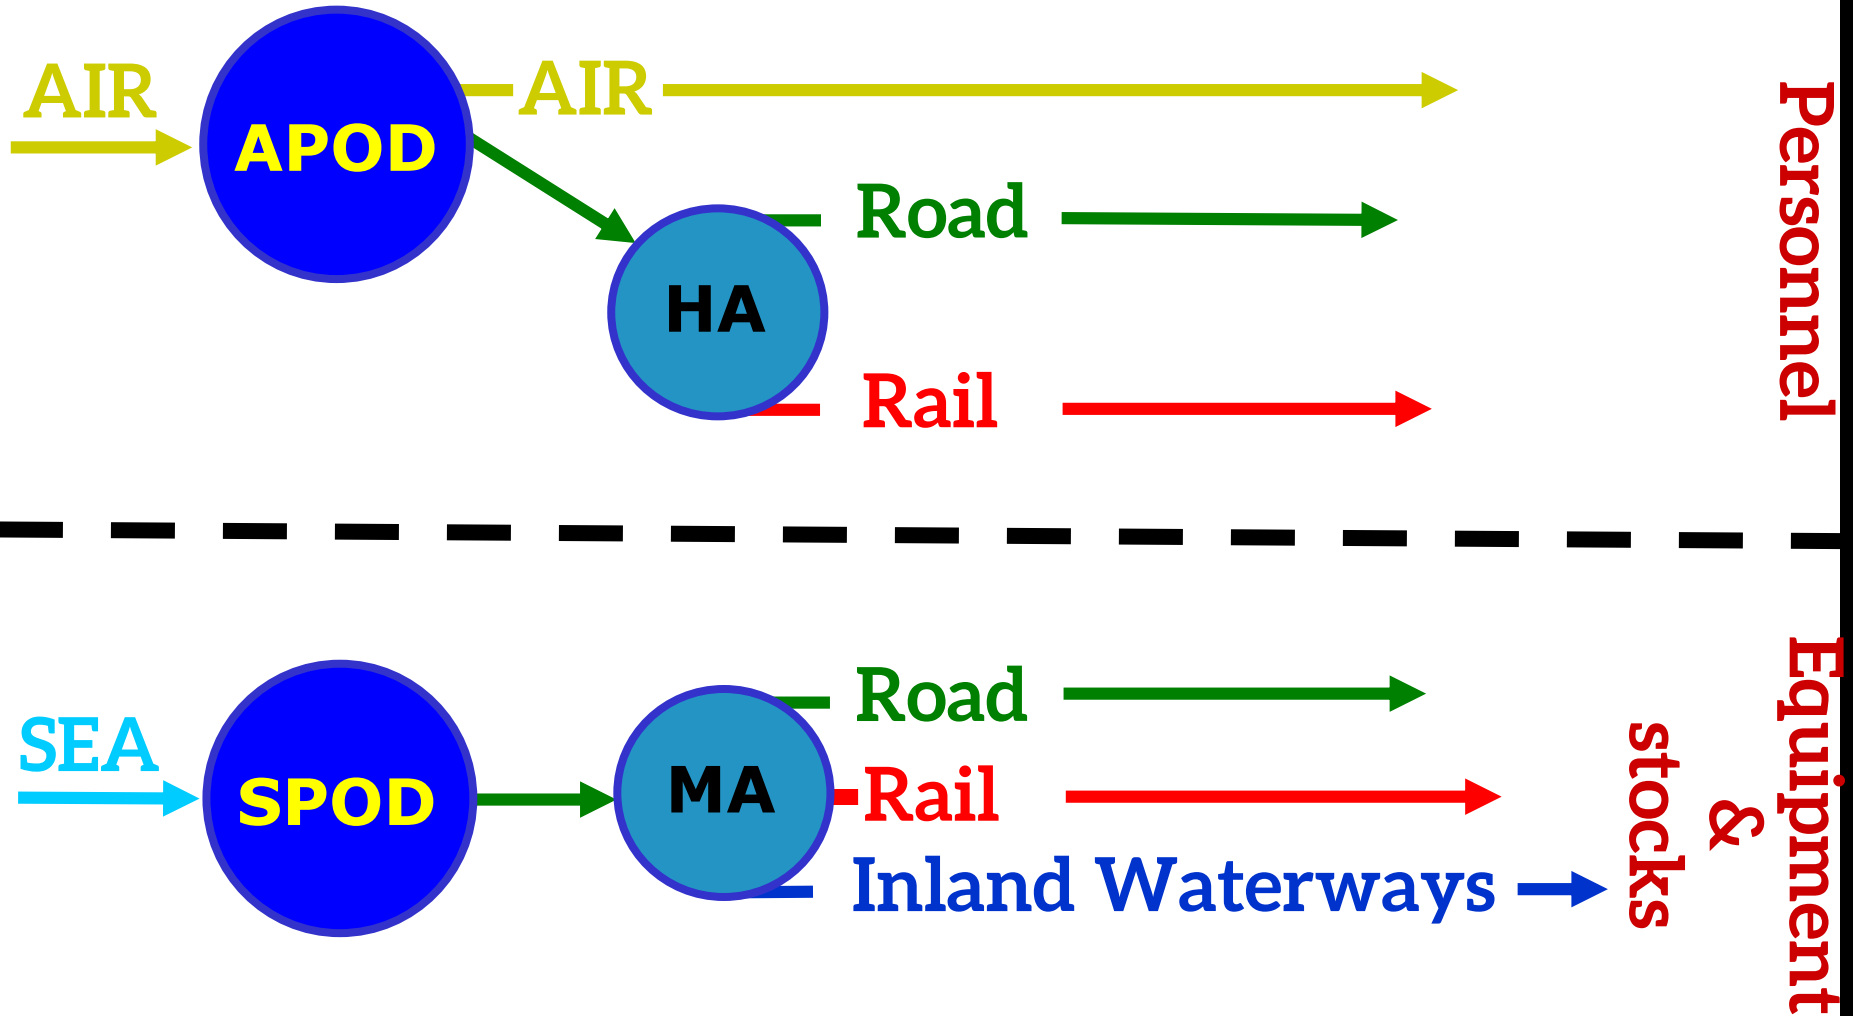 AIR
APOD
AIR
HA
Road
Rail
Personnel
SEA
SPOD
MA
Road
Rail
Inland Waterways
Equipment
&
stocks